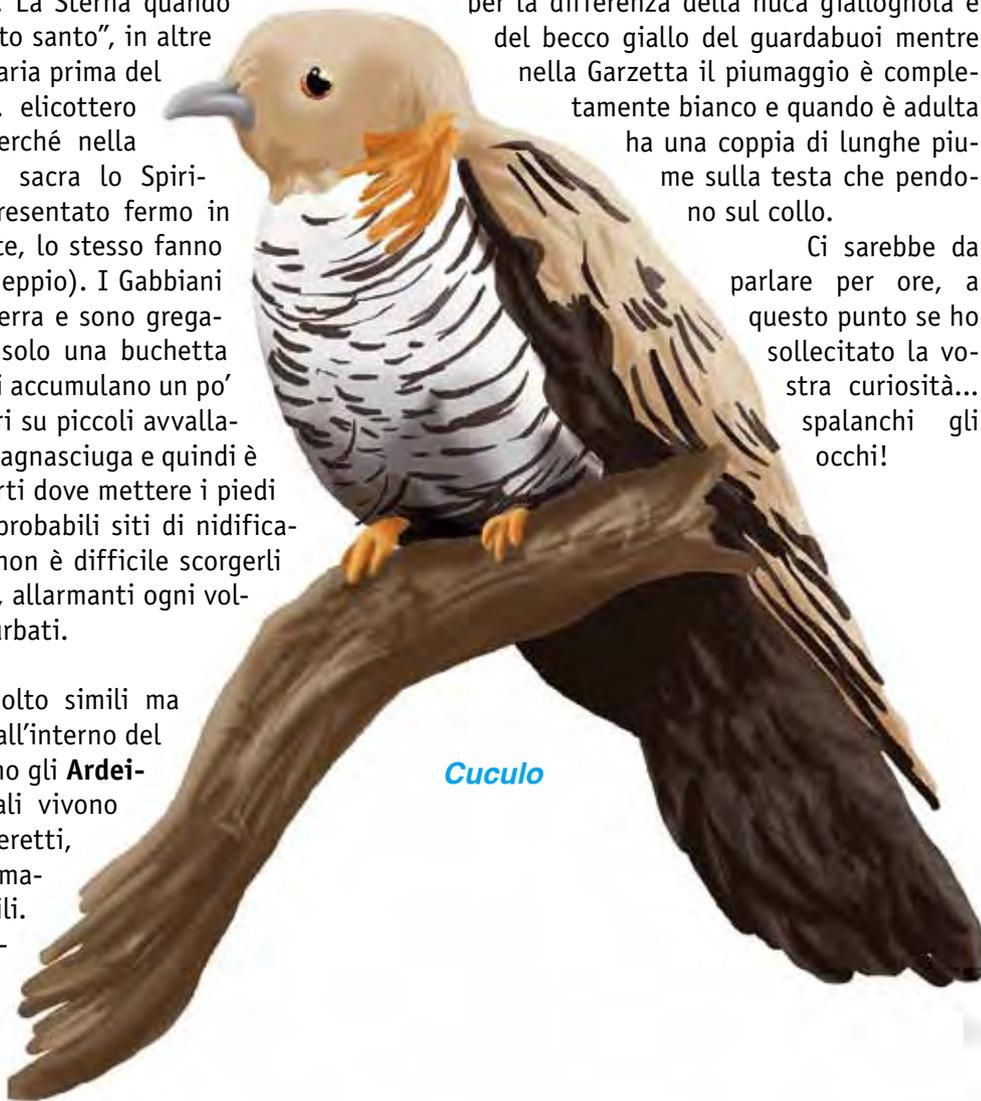 La Sterna quando
to santo”, in altre
aria prima del
elicottero
erché nella
sacra lo Spiri-
resentato fermo in
te, lo stesso fanno
eppio). I Gabbiani
erra e sono grega-
solo una buchetta
i accumulano un po’
ri su piccoli avvalla-
agnasciuga e quindi è
rti dove mettere i piedi
probabili siti di nidifica-
non è difficile scorgerli
, allarmanti ogni vol-
urbati.
olto simili ma
all’interno del
no gli Ardei-
ali vivono
eretti,
ma-
ili.
-
per la differenza della nuca giallognola e
del becco giallo del guardabuoi mentre
nella Garzetta il piumaggio è comple-
tamente bianco e quando è adulta
ha una coppia di lunghe piu-
me sulla testa che pendo-
no sul collo.
Ci sarebbe da
parlare per ore, a
questo punto se ho
sollecitato la vo-
stra curiosità...
spalanchi gli
occhi!
Cuculo